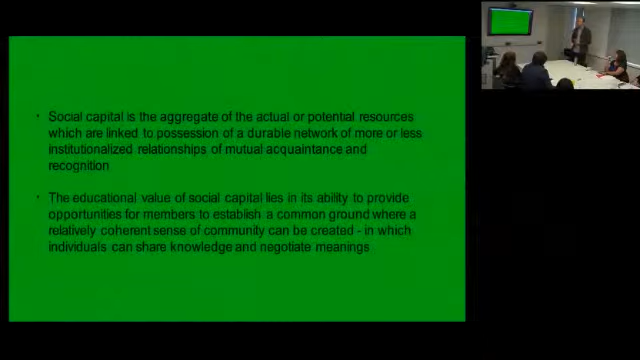 • Social capital is the aggregate of the actual or potential resources
which are linked to possession of a durable network of more or less
institutionalized relationships of mutual acquaintance and
recognition
• The educational value of social capital lies in its ability to provide
opportunities for members to establish a common ground where a
relatively coherent sense of community can be created - in which
individuals can share knowledge and negotiate meanings